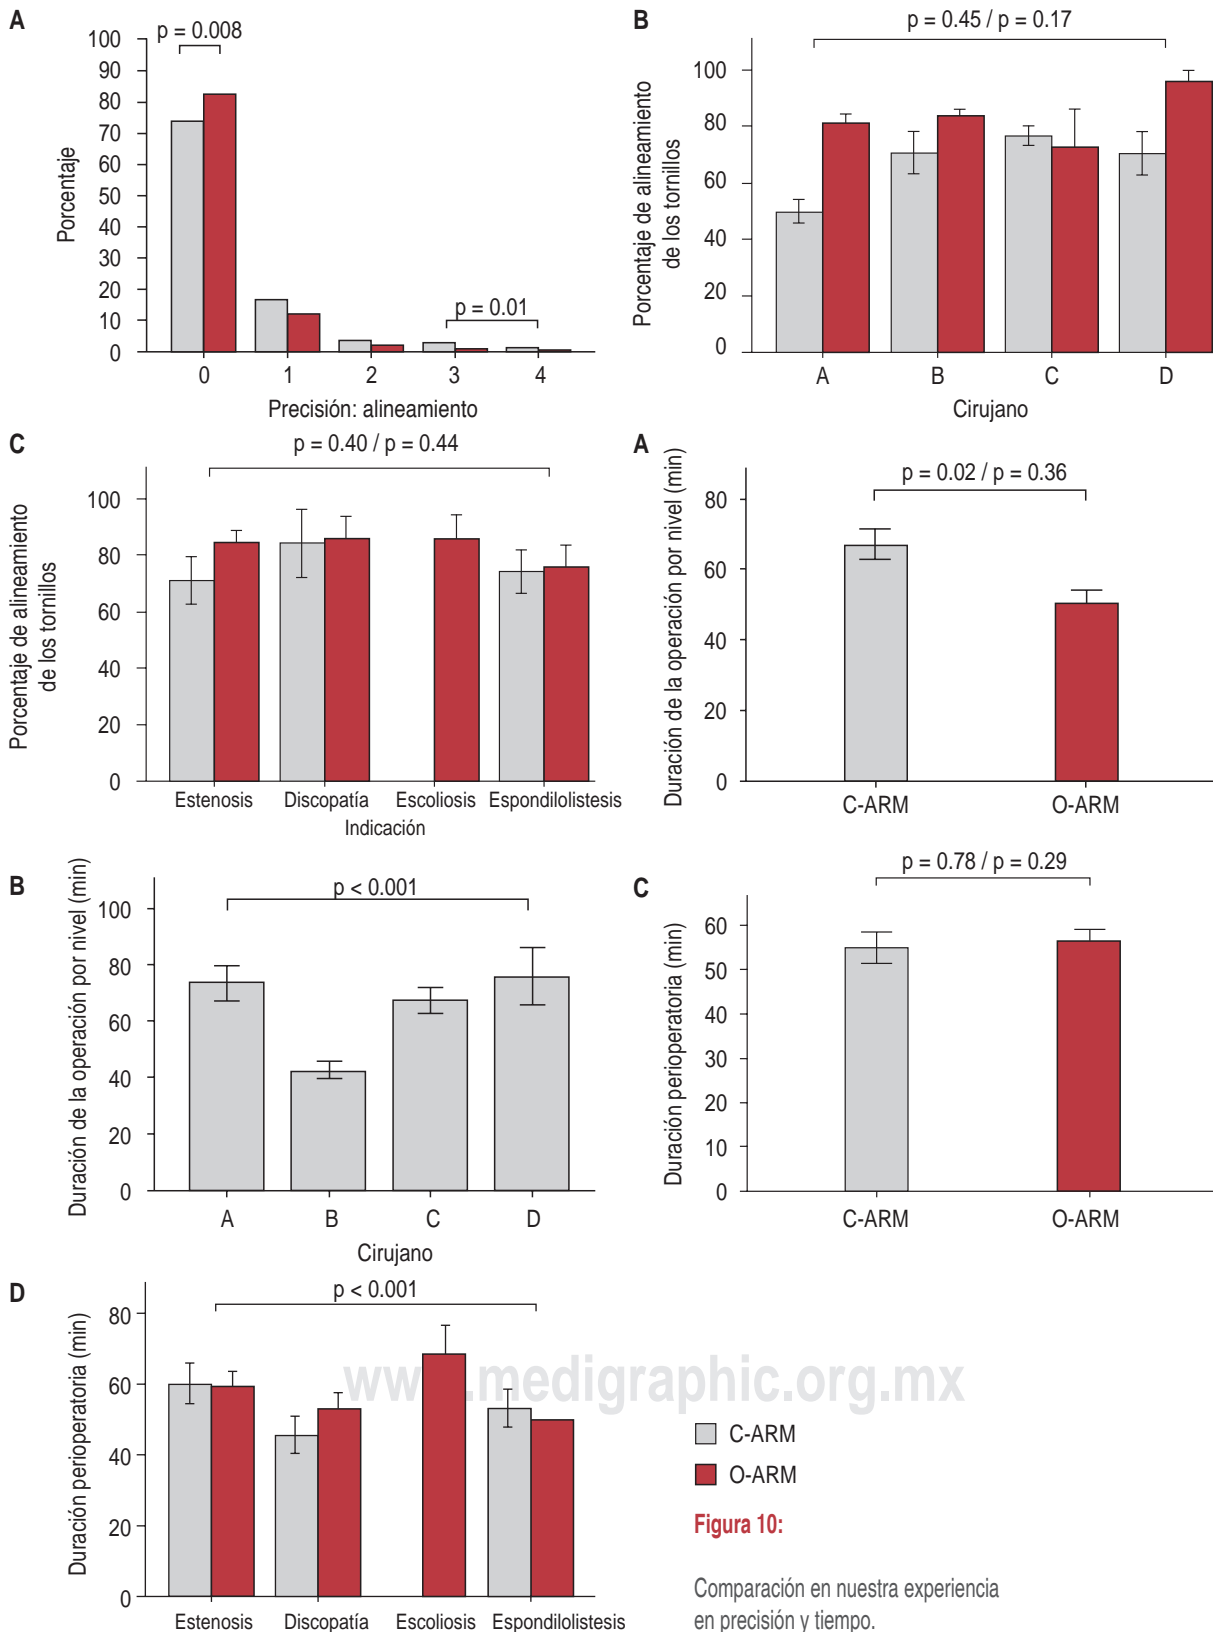 A
p = 0.008
100
90
80
70
60
50
40
30
20
10
0
Porcentaje
p = 0.01
0 1 2 3 4
Precisión: alineamiento
B
p = 0.45 / p = 0.17
100
80
60
40
20
0
Porcentaje de alineamiento
de los tornillos
A B C D
Cirujano
C
p = 0.40 / p = 0.44
100
80
60
40
20
0
Porcentaje de alineamiento
de los tornillos
Estenosis Discopatía Escoliosis Espondilolistesis
Indicación
A
p = 0.02 / p = 0.36
80
60
40
20
0
Duración de la operación por nivel (min)
C-ARM O-ARM
B
p < 0.001
100
80
60
40
20
0
Duración de la operación por nivel (min)
A B C D
Cirujano
C
p = 0.78 / p = 0.29
60
50
40
30
20
10
0
Duración perioperatoria (min)
C-ARM O-ARM
D
p < 0.001
80
60
40
20
0
Duración perioperatoria (min)
Estenosis Discopatía Escoliosis Espondilolistesis
www.medigraphic.org.mx
C-ARM
O-ARM
Figura 10:
Comparación en nuestra experiencia
en precisión y tiempo.